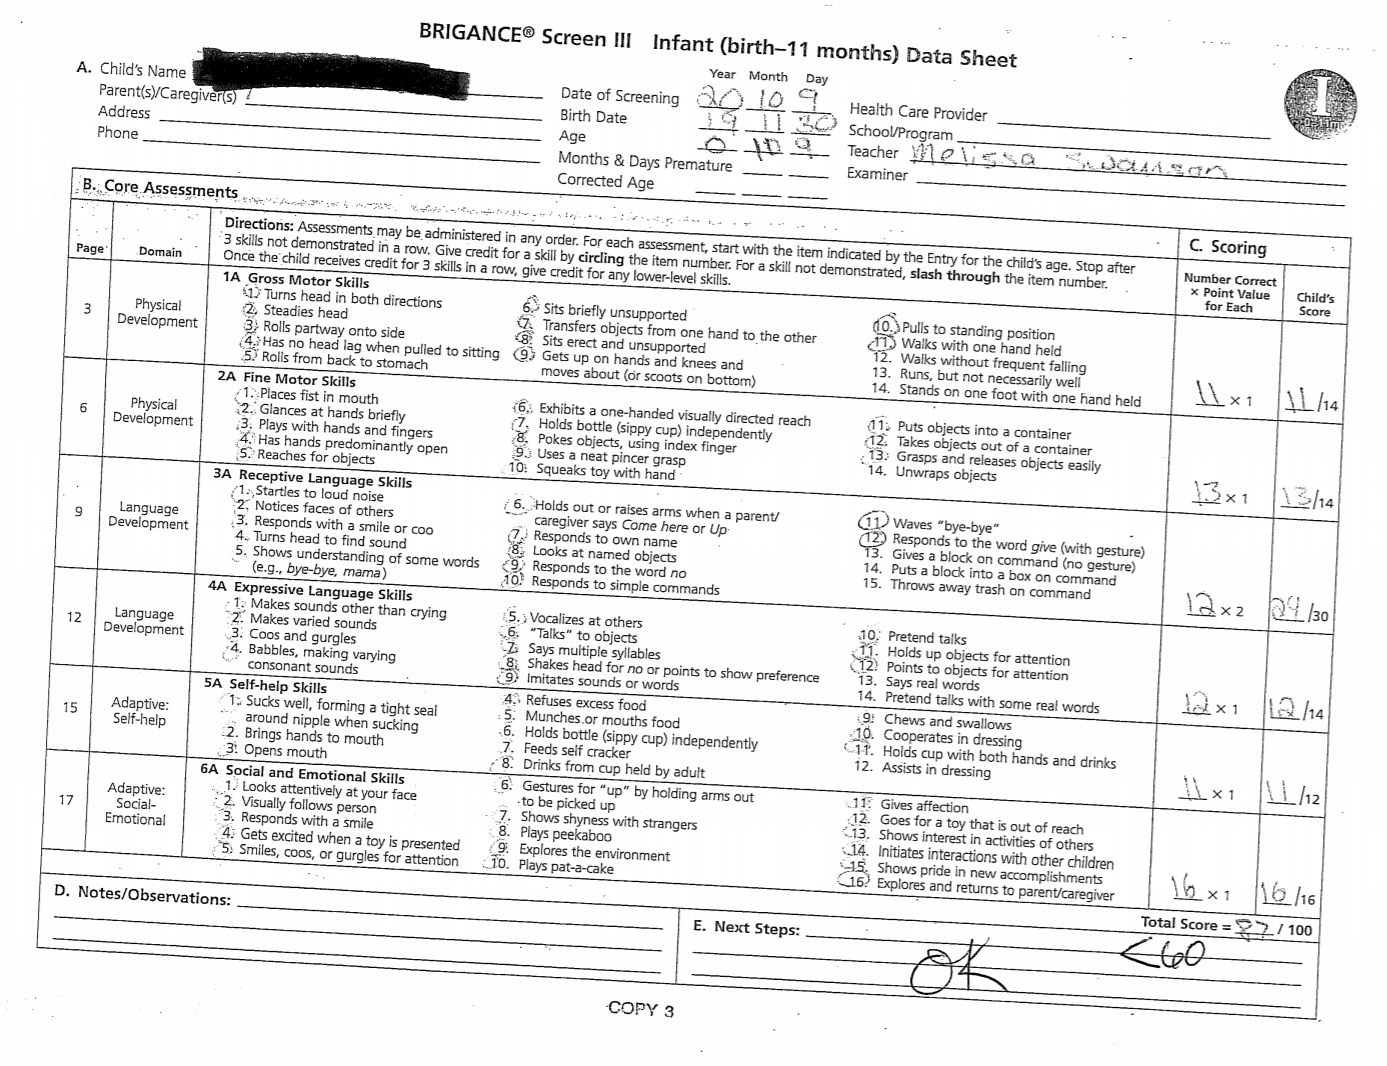 BRIGANCE® Screen III Infant (birth–11 months) Data Sheet
A. Child's Name
Parent(s)/Caregiver(s)
Address
Phone
Year Month Day
Date of Screening 20 10 9
Birth Date 19 11 30
Age 0 10 9
Months & Days Premature
Corrected Age
Health Care Provider
School/Program
Teacher Melissa Swanson
Examiner
I
0–11m
B. Core Assessments
Page
Domain
Directions: Assessments may be administered in any order. For each assessment, start with the item indicated by the Entry for the child's age. Stop after
3 skills not demonstrated in a row. Give credit for a skill by circling the item number. For a skill not demonstrated, slash through the item number.
Once the child receives credit for 3 skills in a row, give credit for any lower-level skills.
C. Scoring
Number Correct
× Point Value
for Each
Child's
Score
3
Physical
Development
1A Gross Motor Skills
1. Turns head in both directions
2. Steadies head
3. Rolls partway onto side
4. Has no head lag when pulled to sitting
5. Rolls from back to stomach
6. Sits briefly unsupported
7. Transfers objects from one hand to the other
8. Sits erect and unsupported
9. Gets up on hands and knees and
moves about (or scoots on bottom)
10. Pulls to standing position
11. Walks with one hand held
12. Walks without frequent falling
13. Runs, but not necessarily well
14. Stands on one foot with one hand held
11 × 1
11 /14
6
Physical
Development
2A Fine Motor Skills
1. Places fist in mouth
2. Glances at hands briefly
3. Plays with hands and fingers
4. Has hands predominantly open
5. Reaches for objects
6. Exhibits a one-handed visually directed reach
7. Holds bottle (sippy cup) independently
8. Pokes objects, using index finger
9. Uses a neat pincer grasp
10. Squeaks toy with hand
11. Puts objects into a container
12. Takes objects out of a container
13. Grasps and releases objects easily
14. Unwraps objects
13 × 1
13 /14
9
Language
Development
3A Receptive Language Skills
1. Startles to loud noise
2. Notices faces of others
3. Responds with a smile or coo
4. Turns head to find sound
5. Shows understanding of some words
(e.g., bye-bye, mama)
6. Holds out or raises arms when a parent/
caregiver says Come here or Up
7. Responds to own name
8. Looks at named objects
9. Responds to the word no
10. Responds to simple commands
11. Waves "bye-bye"
12. Responds to the word give (with gesture)
13. Gives a block on command (no gesture)
14. Puts a block into a box on command
15. Throws away trash on command
12 × 2
24 /30
12
Language
Development
4A Expressive Language Skills
1. Makes sounds other than crying
2. Makes varied sounds
3. Coos and gurgles
4. Babbles, making varying
consonant sounds
5. Vocalizes at others
6. "Talks" to objects
7. Says multiple syllables
8. Shakes head for no or points to show preference
9. Imitates sounds or words
10. Pretend talks
11. Holds up objects for attention
12. Points to objects for attention
13. Says real words
14. Pretend talks with some real words
12 × 1
12 /14
15
Adaptive:
Self-help
5A Self-help Skills
1. Sucks well, forming a tight seal
around nipple when sucking
2. Brings hands to mouth
3. Opens mouth
4. Refuses excess food
5. Munches or mouths food
6. Holds bottle (sippy cup) independently
7. Feeds self cracker
8. Drinks from cup held by adult
9. Chews and swallows
10. Cooperates in dressing
11. Holds cup with both hands and drinks
12. Assists in dressing
11 × 1
11 /12
17
Adaptive:
Social-
Emotional
6A Social and Emotional Skills
1. Looks attentively at your face
2. Visually follows person
3. Responds with a smile
4. Gets excited when a toy is presented
5. Smiles, coos, or gurgles for attention
6. Gestures for "up" by holding arms out
to be picked up
7. Shows shyness with strangers
8. Plays peekaboo
9. Explores the environment
10. Plays pat-a-cake
11. Gives affection
12. Goes for a toy that is out of reach
13. Shows interest in activities of others
14. Initiates interactions with other children
15. Shows pride in new accomplishments
16. Explores and returns to parent/caregiver
16 × 1
16 /16
D. Notes/Observations:
Total Score = 87 / 100
E. Next Steps:
OK
<60
COPY 3